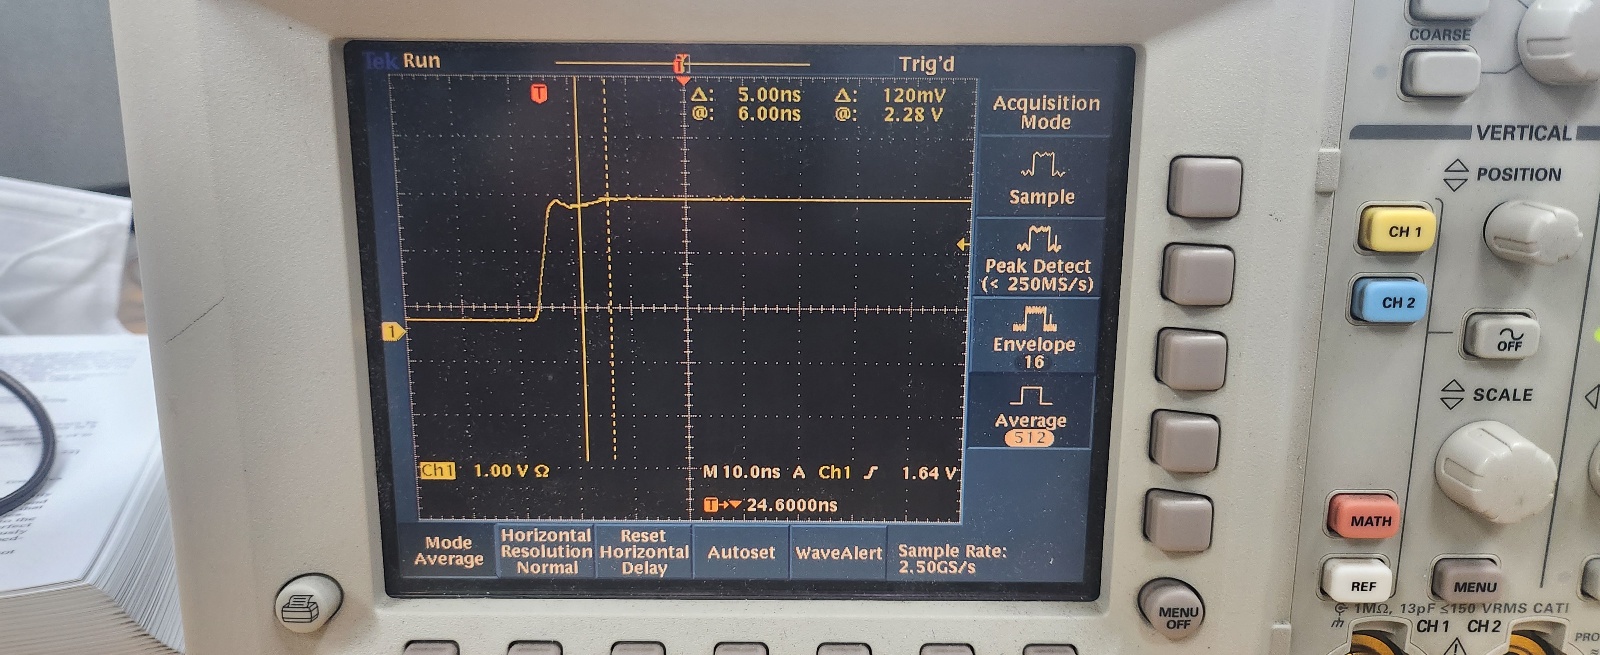 Tek Run
Trig'd
T
Δ: 5.00ns Δ: 120mV
@: 6.00ns @: 2.28 V
1
Ch1 1.00 V Ω
M 10.0ns A Ch1 1.64 V
T 24.6000ns
Acquisition
Mode
Sample
Peak Detect
(< 250MS/s)
Envelope
16
Average
512
Mode
Average
Horizontal
Resolution
Normal
Reset
Horizontal
Delay
Autoset
WaveAlert
Sample Rate:
2.50GS/s
MENU
OFF
COARSE
VERTICAL
POSITION
CH 1
CH 2
OFF
SCALE
MATH
REF
MENU
1MΩ, 13pF ≤150 VRMS CATI
CH 1 CH 2